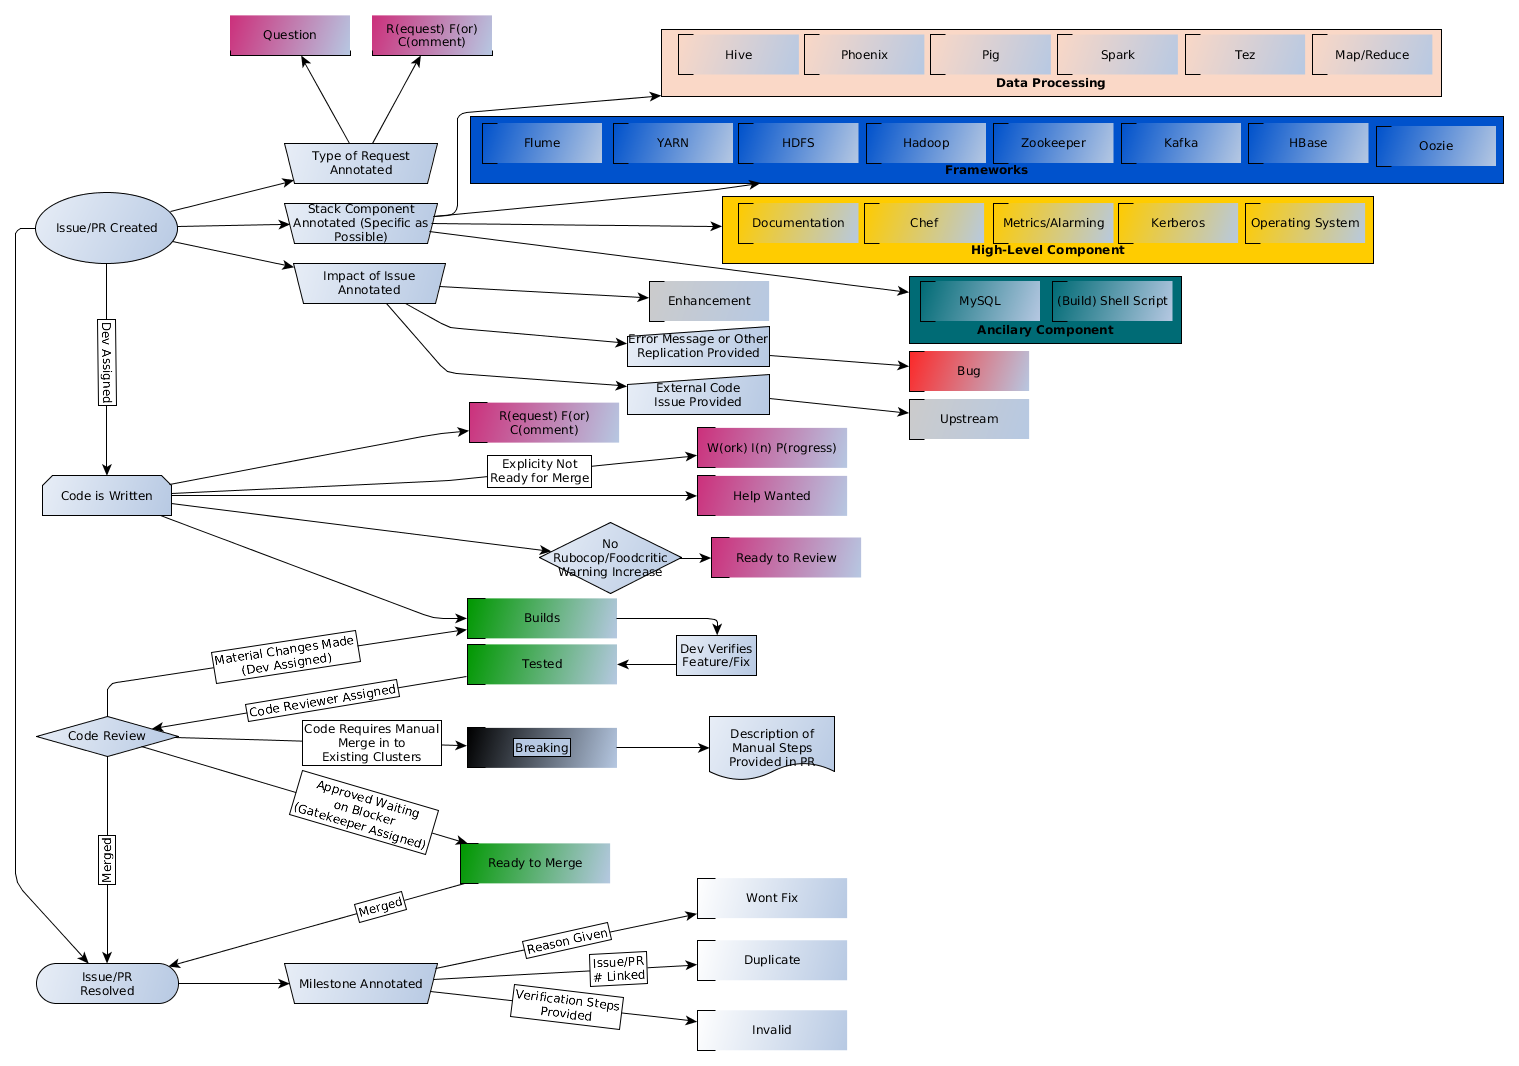 Question
R(equest) F(or)
C(omment)
Hive
Phoenix
Pig
Spark
Tez
Map/Reduce
Data Processing
Flume
YARN
HDFS
Hadoop
Zookeeper
Kafka
HBase
Oozie
Frameworks
Type of Request
Annotated
Issue/PR Created
Stack Component
Annotated (Specific as
Possible)
Documentation
Chef
Metrics/Alarming
Kerberos
Operating System
High-Level Component
Impact of Issue
Annotated
Enhancement
MySQL
(Build) Shell Script
Ancilary Component
Error Message or Other
Replication Provided
Bug
Dev Assigned
External Code
Issue Provided
Upstream
R(equest) F(or)
C(omment)
W(ork) I(n) P(rogress)
Explicity Not
Ready for Merge
Code is Written
Help Wanted
No
Rubocop/Foodcritic
Warning Increase
Ready to Review
Builds
Dev Verifies
Feature/Fix
Material Changes Made
(Dev Assigned)
Tested
Code Reviewer Assigned
Code Review
Code Requires Manual
Merge in to
Existing Clusters
Breaking
Description of
Manual Steps
Provided in PR
Approved Waiting
on Blocker
(Gatekeeper Assigned)
Merged
Ready to Merge
Merged
Wont Fix
Reason Given
Issue/PR
# Linked
Duplicate
Issue/PR
Resolved
Milestone Annotated
Verification Steps
Provided
Invalid